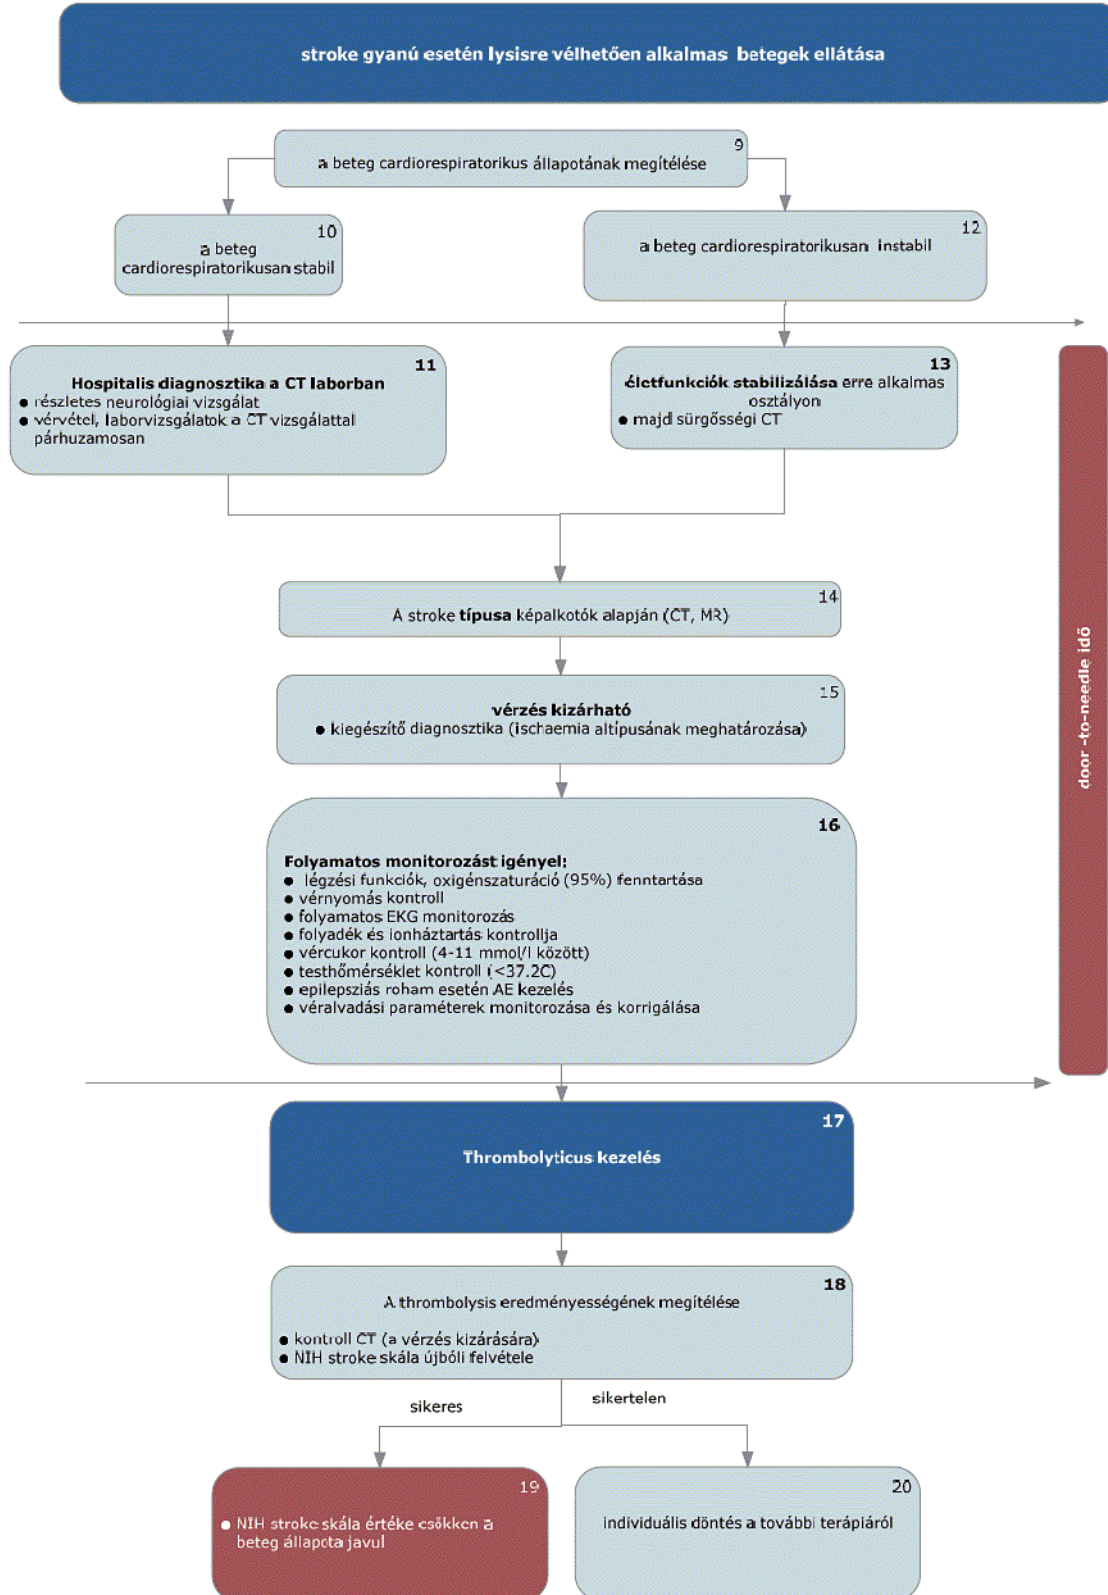 stroke gyanú esetén lysisre vélhetően alkalmas betegek ellátása
9
a beteg cardiorespiratorikus állapotának megítélése
10
a beteg
cardiorespiratorikusan stabil
12
a beteg cardiorespiratorikusan instabil
11
Hospitalis diagnosztika a CT laborban
● részletes neurológiai vizsgálat
● vérvétel, laborvizsgálatok a CT vizsgálattal
párhuzamosan
13
életfunkciók stabilizálása erre alkalmas
osztályon
● majd sürgősségi CT
door -to-needle idő
14
A stroke típusa képalkotók alapján (CT, MR)
15
vérzés kizárható
● kiegészítő diagnosztika (ischaemia altípusának meghatározása)
16
Folyamatos monitorozást igényel:
● légzési funkciók, oxigénszaturáció (95%) fenntartása
● vérnyomás kontroll
● folyamatos EKG monitorozás
● folyadék és ionháztartás kontrollja
● vércukor kontroll (4-11 mmol/l között)
● testhőmérséklet kontroll (<37.2C)
● epilepsziás roham esetén AE kezelés
● véralvadási paraméterek monitorozása és korrigálása
17
Thrombolyticus kezelés
18
A thrombolysis eredményességének megítélése
● kontroll CT (a vérzés kizárására)
● NIH stroke skála újbóli felvétele
sikeres
sikertelen
19
● NIH stroke skála értéke csökken a
beteg állapota javul
20
individuális döntés a további terápiáról